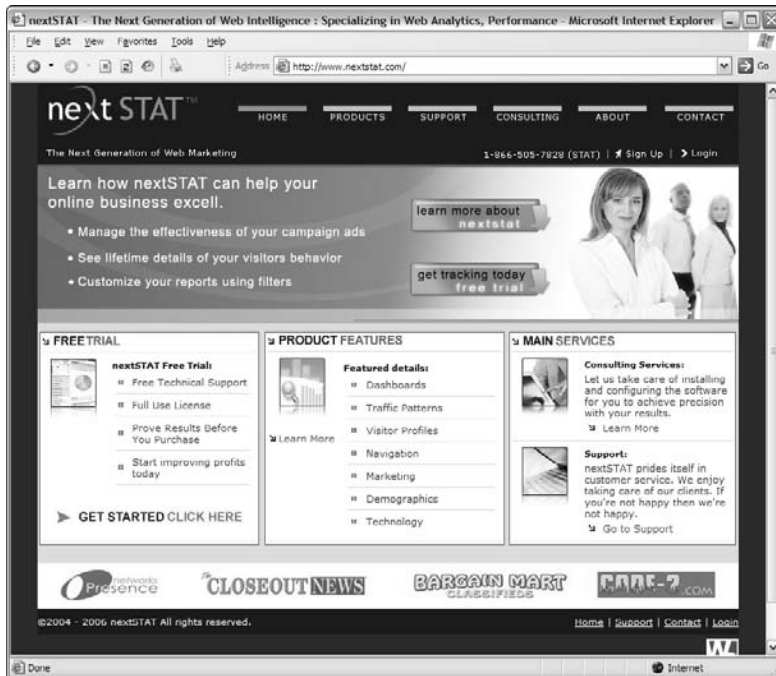 nextSTAT - The Next Generation of Web Intelligence : Specializing in Web Analytics, Performance - Microsoft Internet Explorer
File Edit View Favorites Tools Help
Address http://www.nextstat.com/ Go
nextSTAT™
HOME PRODUCTS SUPPORT CONSULTING ABOUT CONTACT
The Next Generation of Web Marketing
1-866-505-7828 (STAT) | Sign Up | Login
Learn how nextSTAT can help your
online business excell.
• Manage the effectiveness of your campaign ads
• See lifetime details of your visitors behavior
• Customize your reports using filters
learn more about
nextstat
get tracking today
free trial
FREETRIAL
nextSTAT Free Trial:
Free Technical Support
Full Use License
Prove Results Before
You Purchase
Start improving profits
today
GET STARTED CLICK HERE
PRODUCT FEATURES
Learn More
Featured details:
Dashboards
Traffic Patterns
Visitor Profiles
Navigation
Marketing
Demographics
Technology
MAIN SERVICES
Consulting Services:
Let us take care of installing
and configuring the software
for you to achieve precision
with your results.
Learn More
Support:
nextSTAT prides itself in
customer service. We enjoy
taking care of our clients. If
you're not happy then we're
not happy.
Go to Support
networks
Presence
The CLOSEOUT NEWS
BARGAIN MART
CLASSIFIEDS
CODE-2.COM
©2004 - 2006 nextSTAT All rights reserved.
Home | Support | Contact | Login
Done
Internet